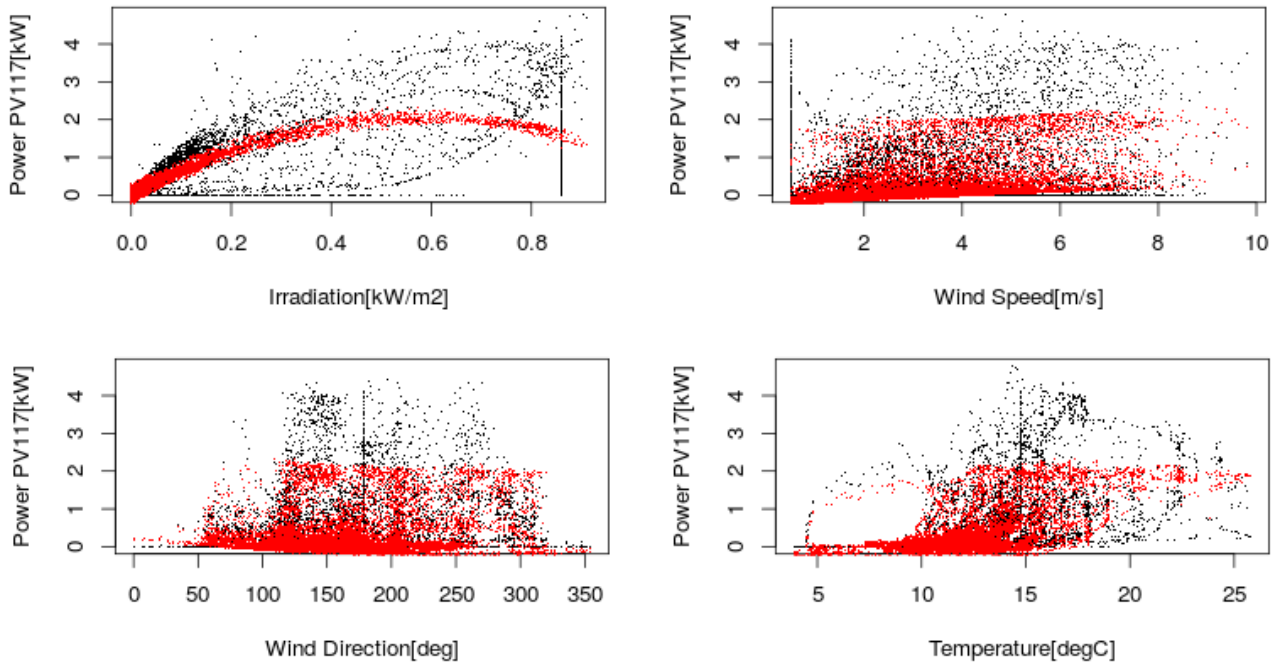 Power PV117[kW]
4
3
2
1
0
0.0 0.2 0.4 0.6 0.8
Irradiation[kW/m2]
Power PV117[kW]
4
3
2
1
0
2 4 6 8 10
Wind Speed[m/s]
Power PV117[kW]
4
3
2
1
0
0 50 100 150 200 250 300 350
Wind Direction[deg]
Power PV117[kW]
4
3
2
1
0
5 10 15 20 25
Temperature[degC]